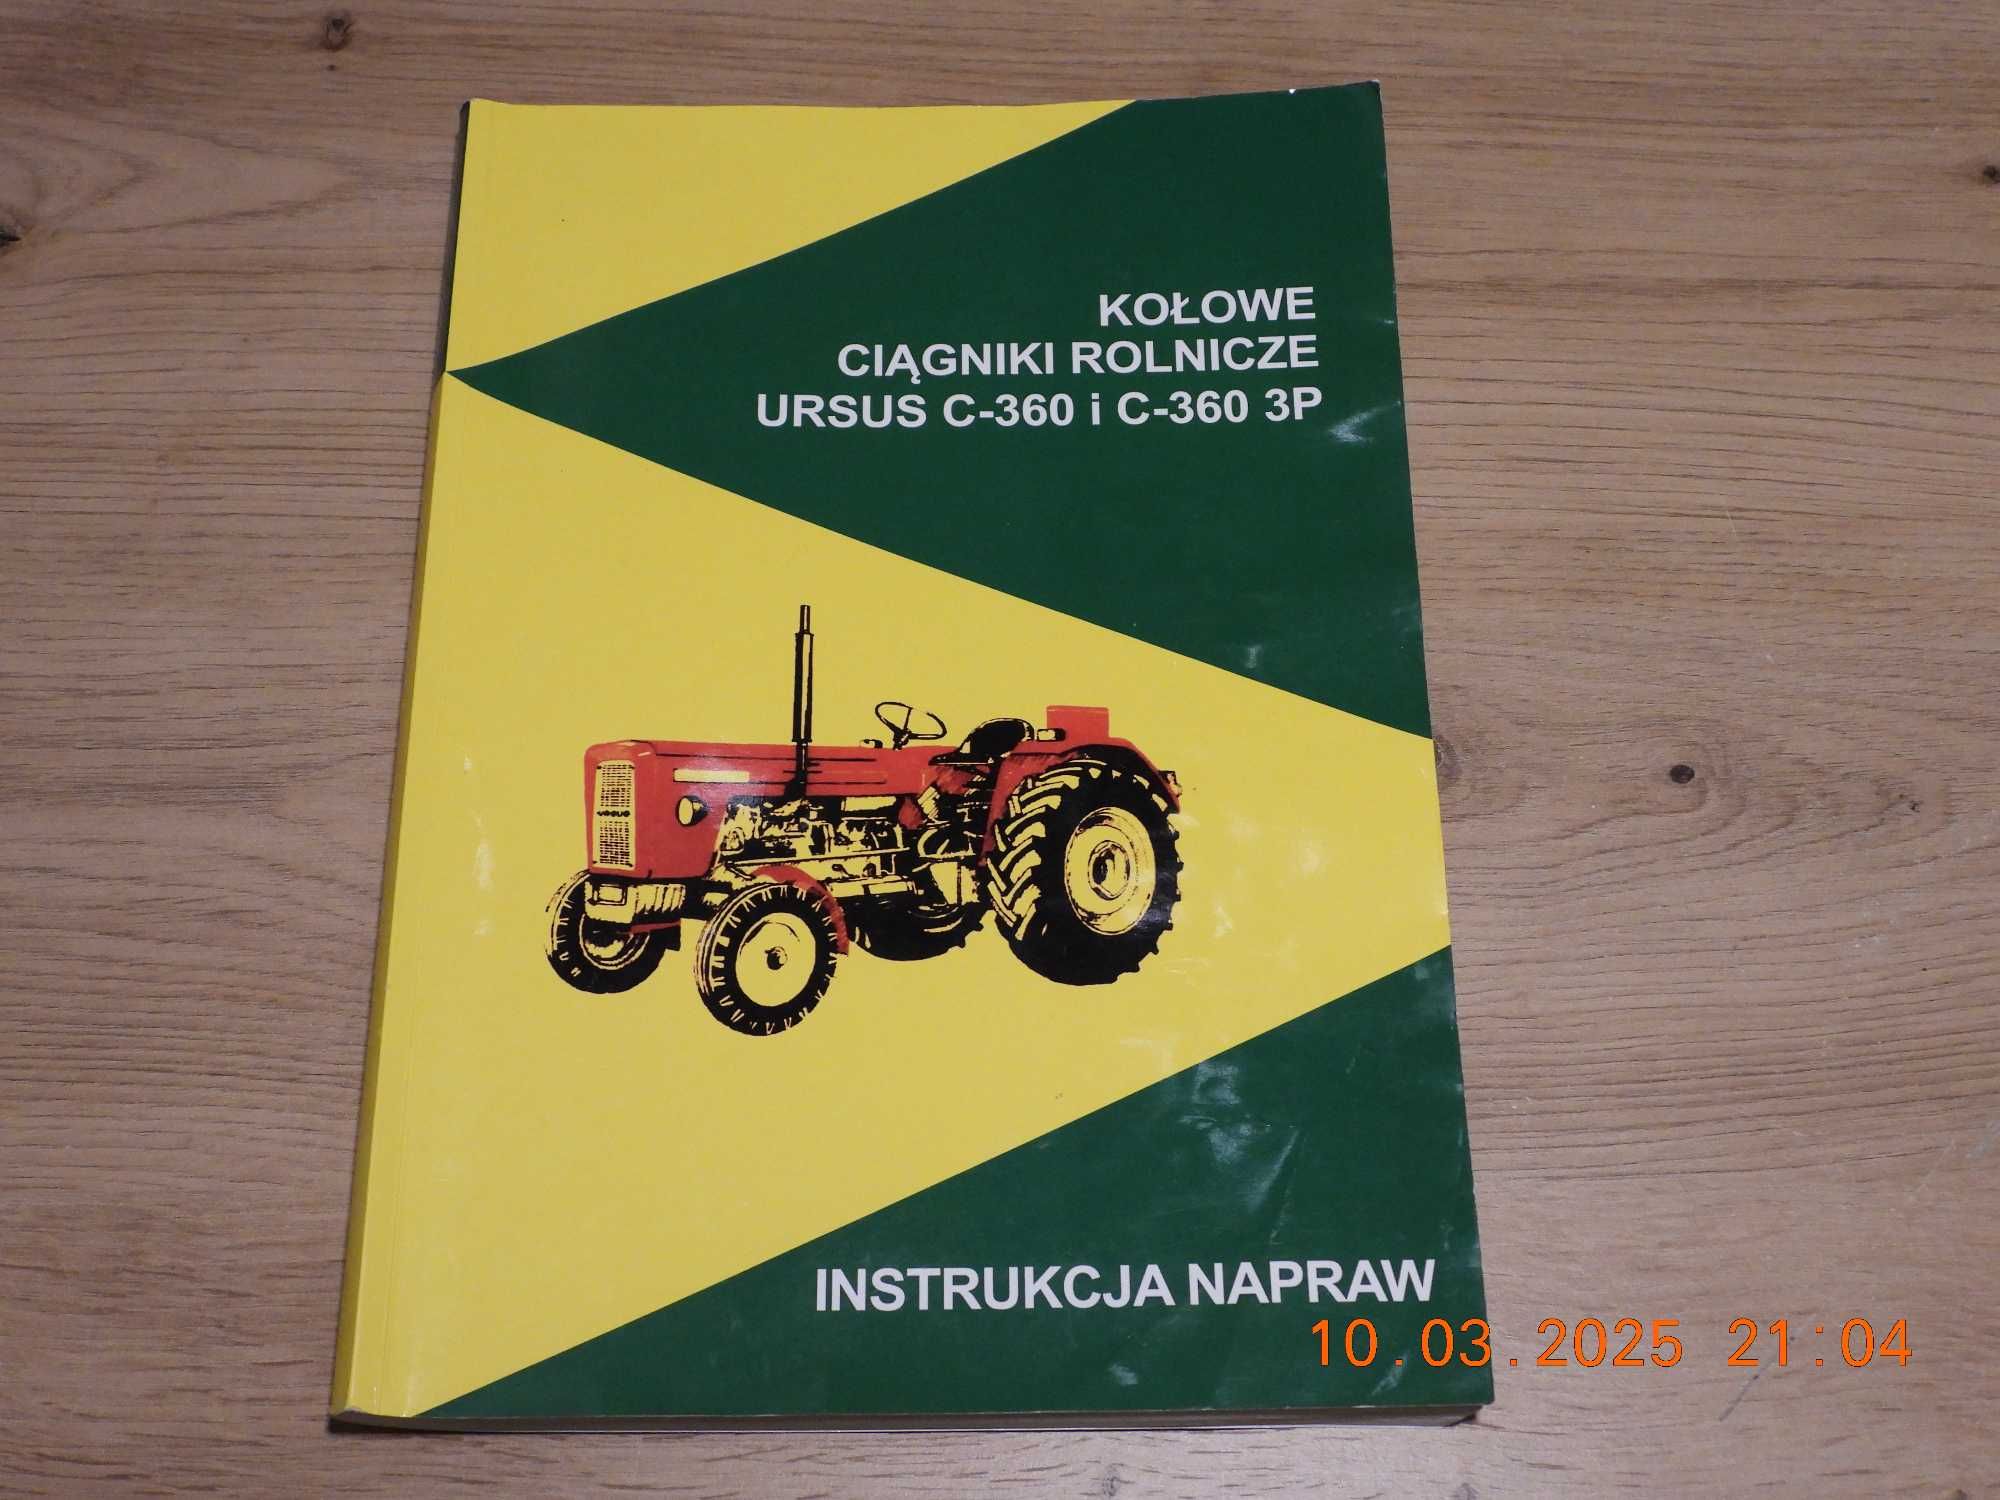 KOŁOWE
CIĄGNIKI ROLNICZE
URSUS C-360 i C-360 3P
INSTRUKCJA NAPRAW
10.03.2025 21:04